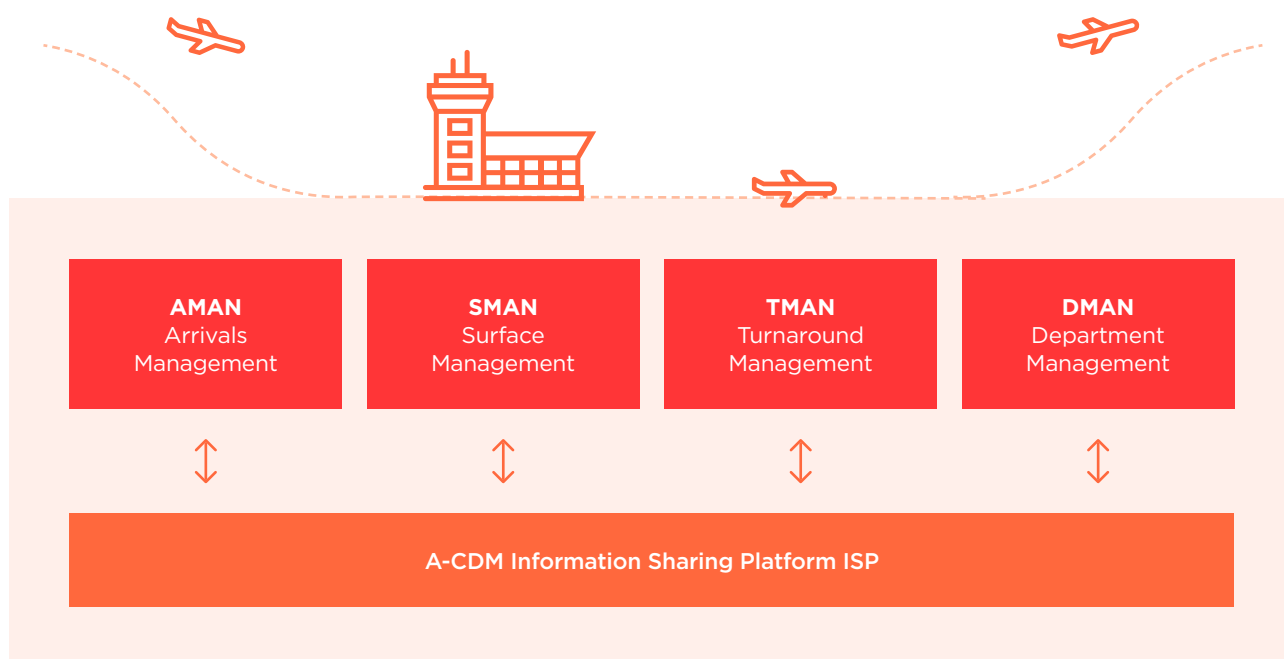 AMAN
Arrivals
Management
SMAN
Surface
Management
TMAN
Turnaround
Management
DMAN
Department
Management
A-CDM Information Sharing Platform ISP